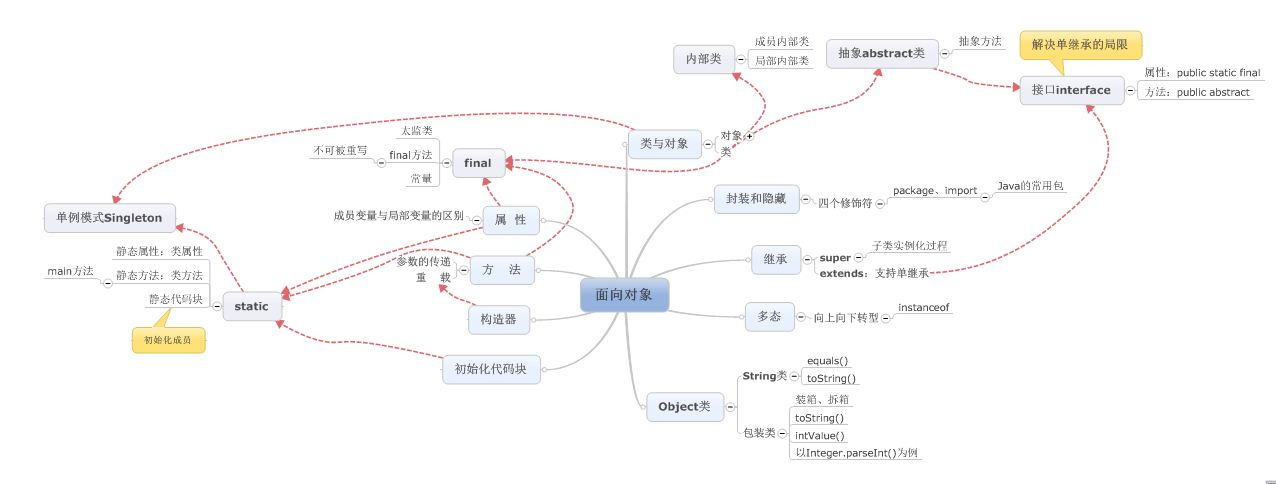 成员内部类
内部类
局部内部类
抽象abstract类
抽象方法
解决单继承的局限
接口interface
属性：public static final
方法：public abstract
类与对象
对象
类
太监类
不可被重写
final方法
常量
final
单例模式Singleton
成员变量与局部变量的区别
属 性
封装和隐藏
四个修饰符
package、import
Java的常用包
静态属性：类属性
main方法
静态方法：类方法
静态代码块
static
初始化成员
参数的传递
重 载
方 法
继承
super
子类实例化过程
extends：支持单继承
面向对象
构造器
多态
向上向下转型
instanceof
初始化代码块
Object类
String类
equals()
toString()
包装类
装箱、拆箱
toString()
intValue()
以Integer.parseInt()为例